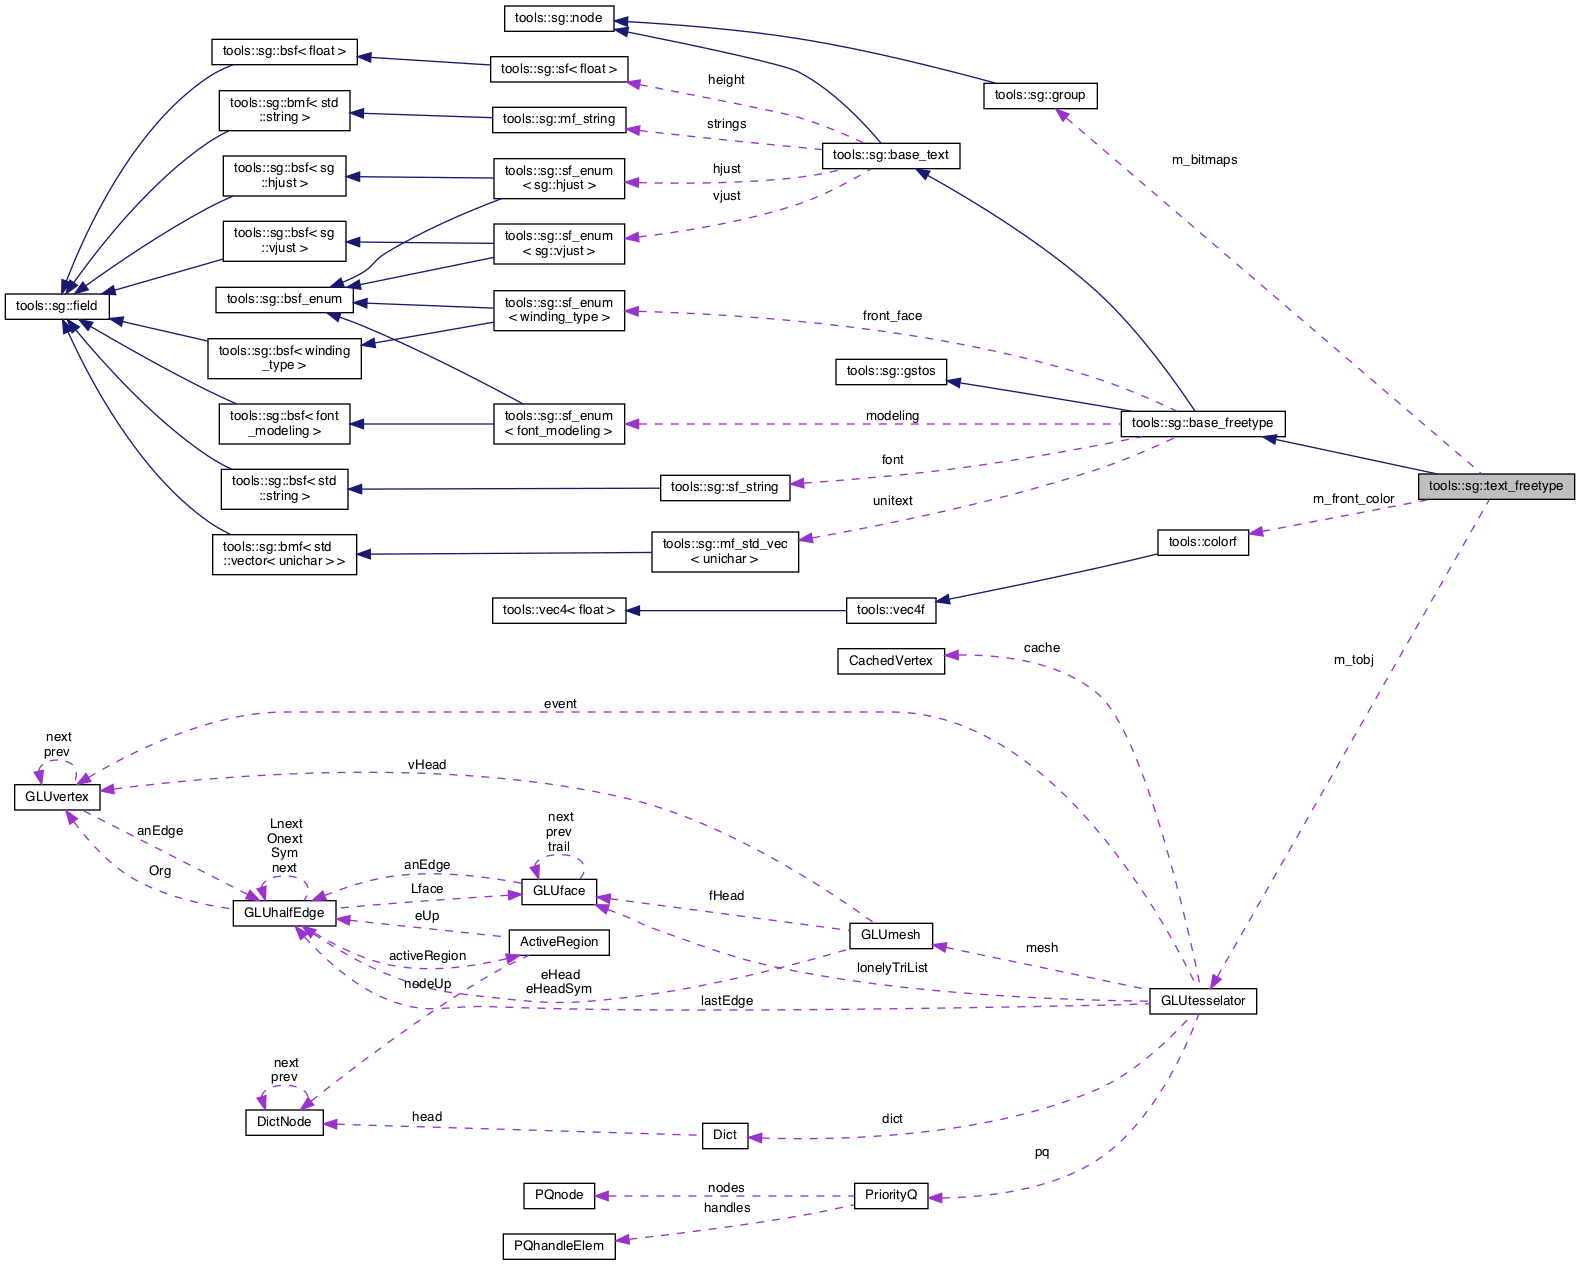 tools::sg::node
tools::sg::bsf< float >
tools::sg::sf< float >
height
tools::sg::group
tools::sg::bmf< std
::string >
tools::sg::mf_string
strings
tools::sg::base_text
m_bitmaps
tools::sg::bsf< sg
::hjust >
tools::sg::sf_enum
< sg::hjust >
hjust
vjust
tools::sg::bsf< sg
::vjust >
tools::sg::sf_enum
< sg::vjust >
tools::sg::field
tools::sg::bsf_enum
tools::sg::sf_enum
< winding_type >
front_face
tools::sg::bsf< winding
_type >
tools::sg::gstos
tools::sg::bsf< font
_modeling >
tools::sg::sf_enum
< font_modeling >
modeling
tools::sg::base_freetype
font
tools::sg::bsf< std
::string >
tools::sg::sf_string
unitext
tools::sg::text_freetype
m_front_color
tools::sg::bmf< std
::vector< unichar > >
tools::sg::mf_std_vec
< unichar >
tools::colorf
tools::vec4< float >
tools::vec4f
CachedVertex
cache
m_tobj
event
next
prev
vHead
GLUvertex
anEdge
Org
Lnext
Onext
Sym
next
GLUhalfEdge
next
prev
trail
anEdge
Lface
GLUface
eUp
fHead
ActiveRegion
activeRegion
GLUmesh
mesh
lonelyTriList
nodeUp
eHead
eHeadSym
lastEdge
GLUtesselator
next
prev
DictNode
head
Dict
dict
pq
PQnode
nodes
PriorityQ
handles
PQhandleElem